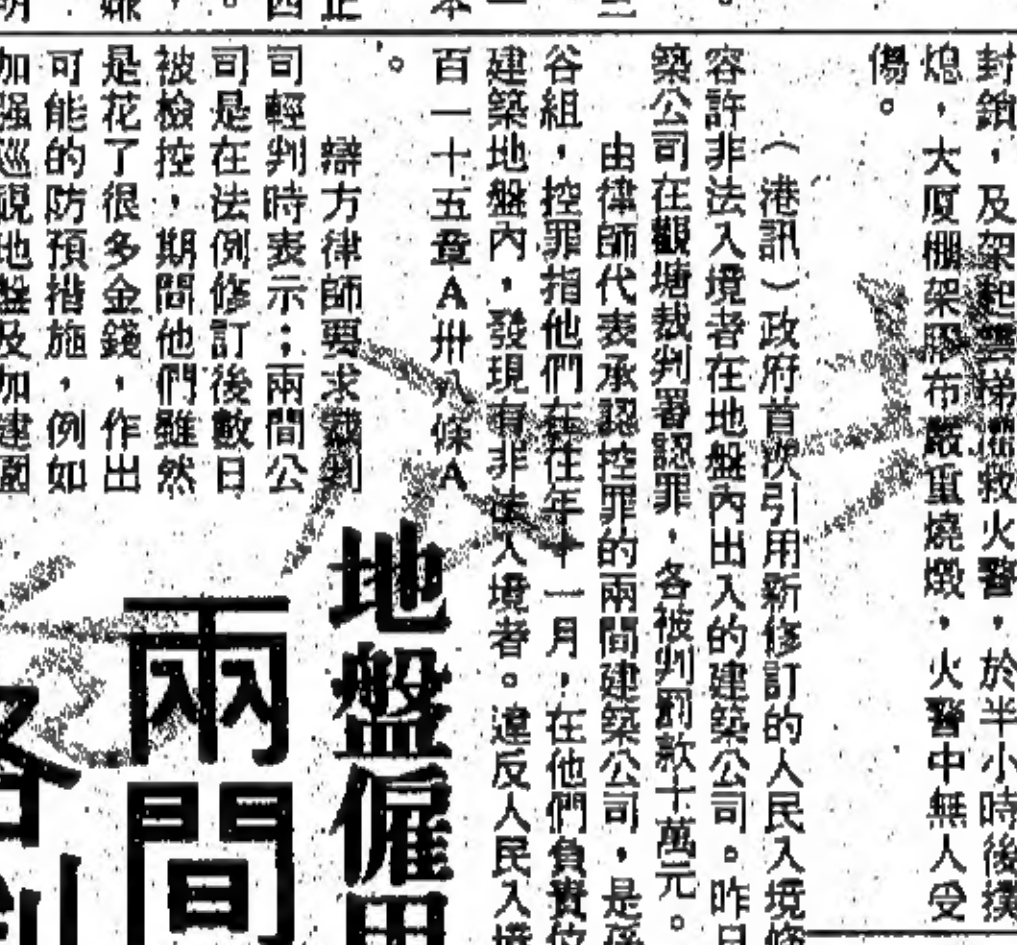 封鎖，及架起雲梯灌救火警，於半小時後撲
熄，大廈棚架膠布嚴重燒燬，火警中無人受
傷。
地盤僱用
兩間
各判
（港訊）政府首次引用新修訂的人民入境條
容許非法入境者在地盤內出入的建築公司。昨日
築公司在觀塘裁判署認罪，各被判罰款十萬元。
由律師代表承認控罪的兩間建築公司，是孫
谷組，控罪指他們在往年十一月，在他們負責位
建築地盤內，發現有非法入境者。違反人民入境
百一十五章A卅八條A
。
辯方律師要求裁判
司輕判時表示；兩間公
司是在法例修訂後數日
被檢控，期間他們雖然
是花了很多金錢，作出
可能的防預措施，例如
加强巡視地盤及加建圍